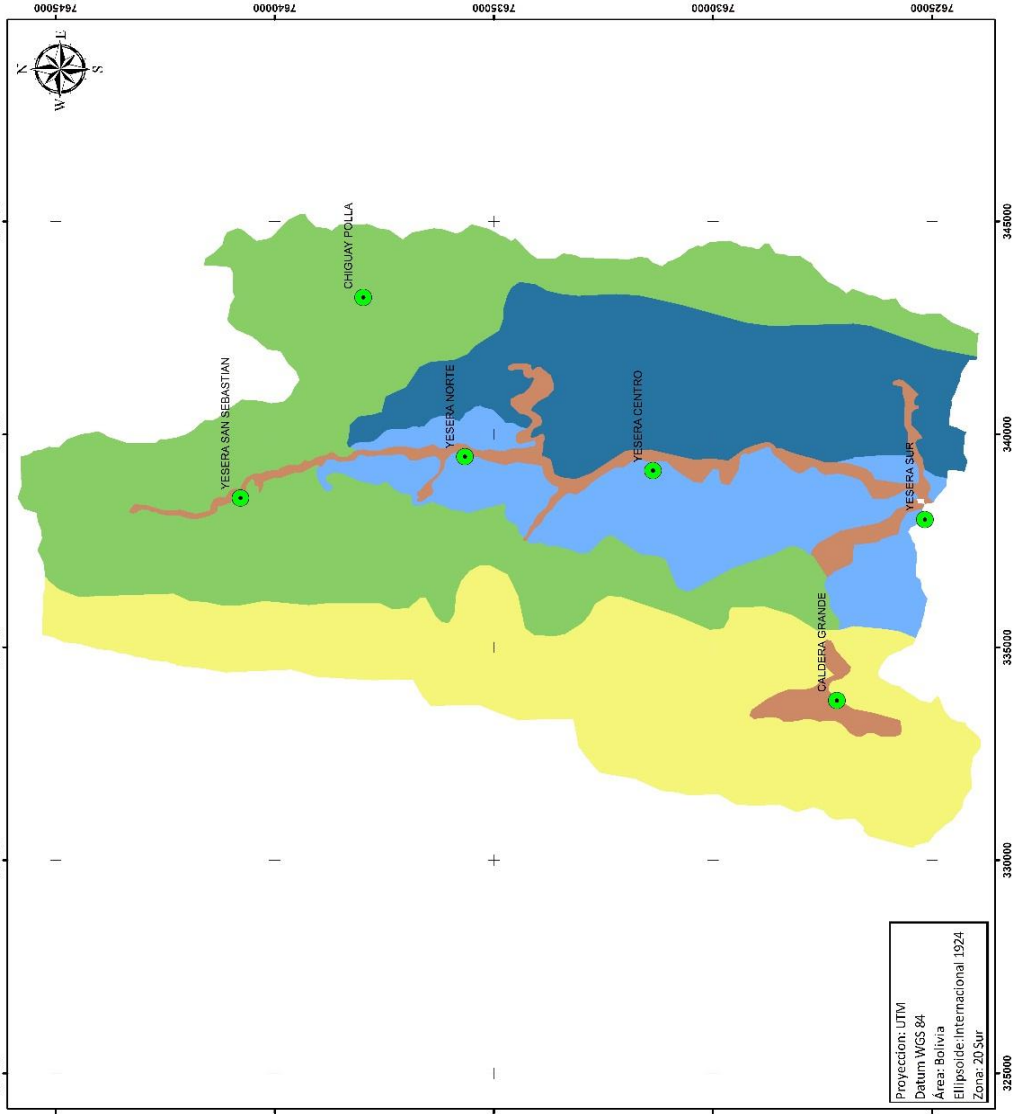 7645000
7640000
7635000
7630000
7625000
N
E
W
S
345000
CHIGUAY POLLA
YESERA SAN SEBASTIAN
YESERA NORTE
YESERA CENTRO
340000
YESERA SUR
CALDERA GRANDE
335000
330000
325000
Proyeccion: UTM
Datum WGS 84
Área: Bolivia
Ellipsoide:Internacional 1924
Zona: 20 Sur